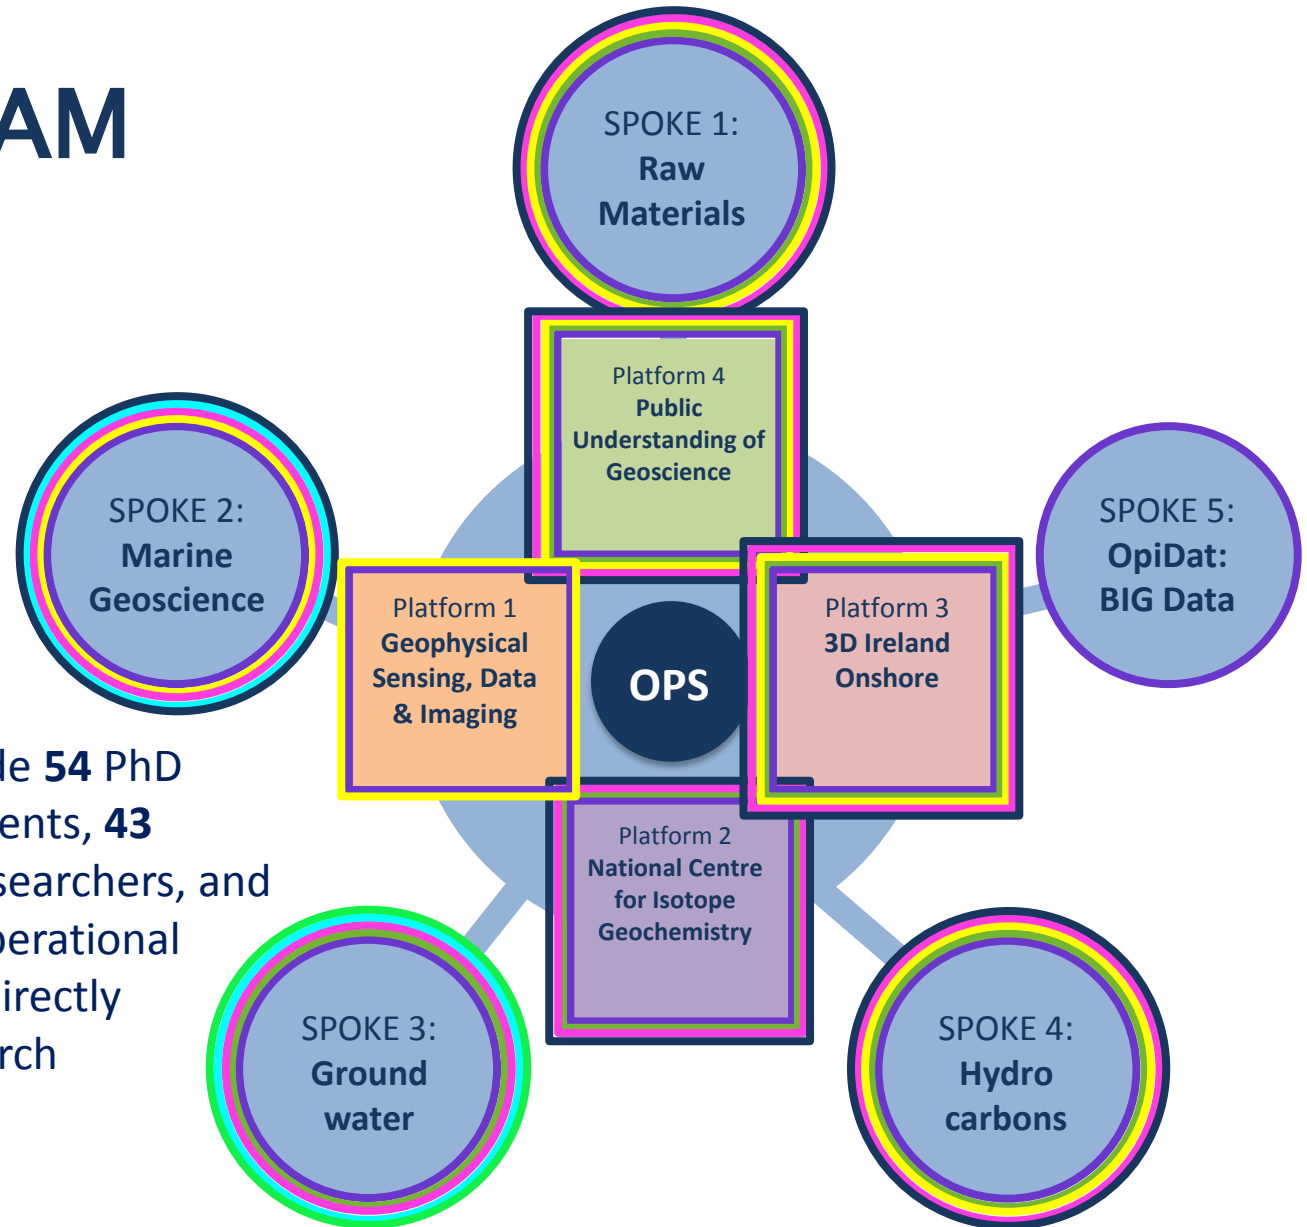 AM
SPOKE 1:
Raw
Materials
Platform 4
Public
Understanding of
Geoscience
SPOKE 2:
Marine
Geoscience
SPOKE 5:
OpiDat:
BIG Data
Platform 1
Geophysical
Sensing, Data
& Imaging
OPS
Platform 3
3D Ireland
Onshore
de 54 PhD
ents, 43
searchers, and
perational
directly
rch
Platform 2
National Centre
for Isotope
Geochemistry
SPOKE 3:
Ground
water
SPOKE 4:
Hydro
carbons